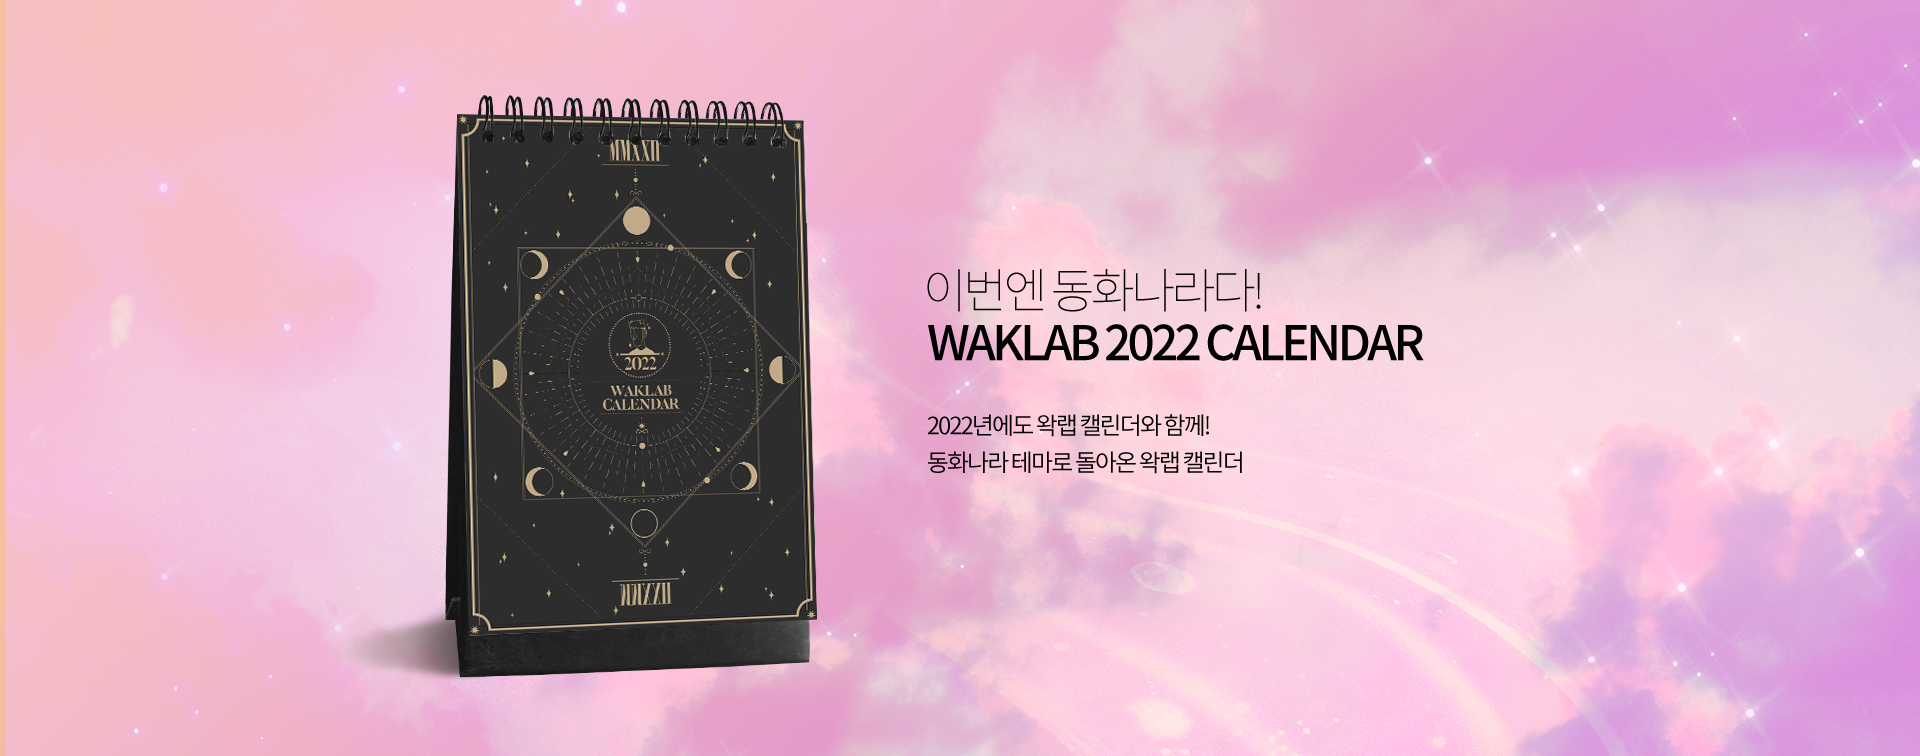 MMXXII
2022
WAKLAB
CALENDAR
MMXXII
이번엔 동화나라다!
WAKLAB 2022 CALENDAR
2022년에도 왁랩 캘린더와 함께!
동화나라 테마로 돌아온 왁랩 캘린더